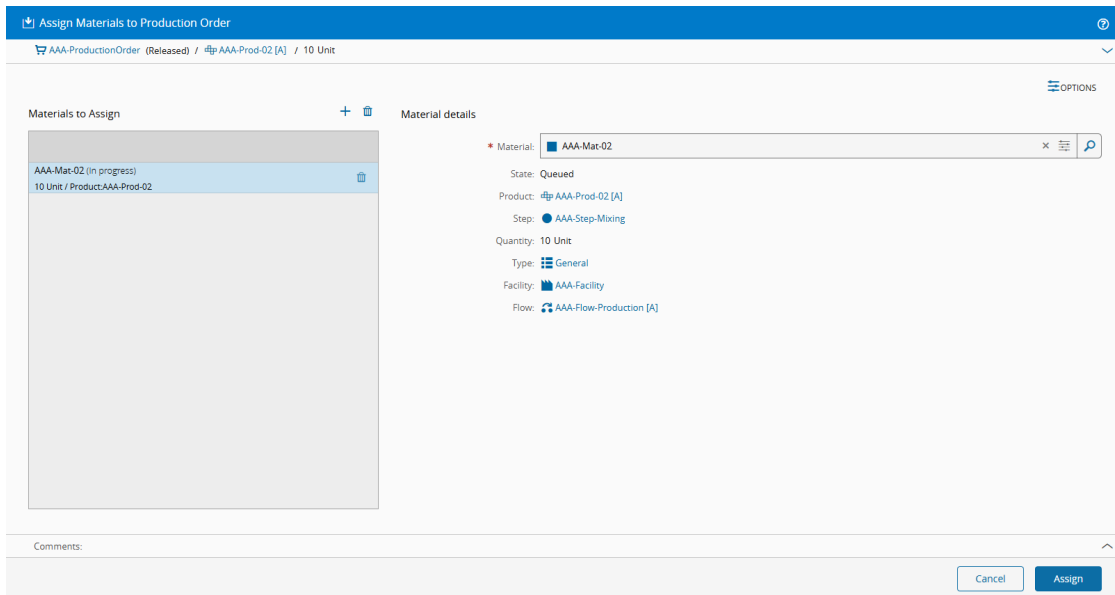 Assign Materials to Production Order
AAA-ProductionOrder (Released) / AAA-Prod-02 [A] / 10 Unit
OPTIONS
Materials to Assign
AAA-Mat-02 (In progress)
10 Unit / Product:AAA-Prod-02
Material details
* Material: AAA-Mat-02
State: Queued
Product: AAA-Prod-02 [A]
Step: AAA-Step-Mixing
Quantity: 10 Unit
Type: General
Facility: AAA-Facility
Flow: AAA-Flow-Production [A]
Comments:
Cancel Assign